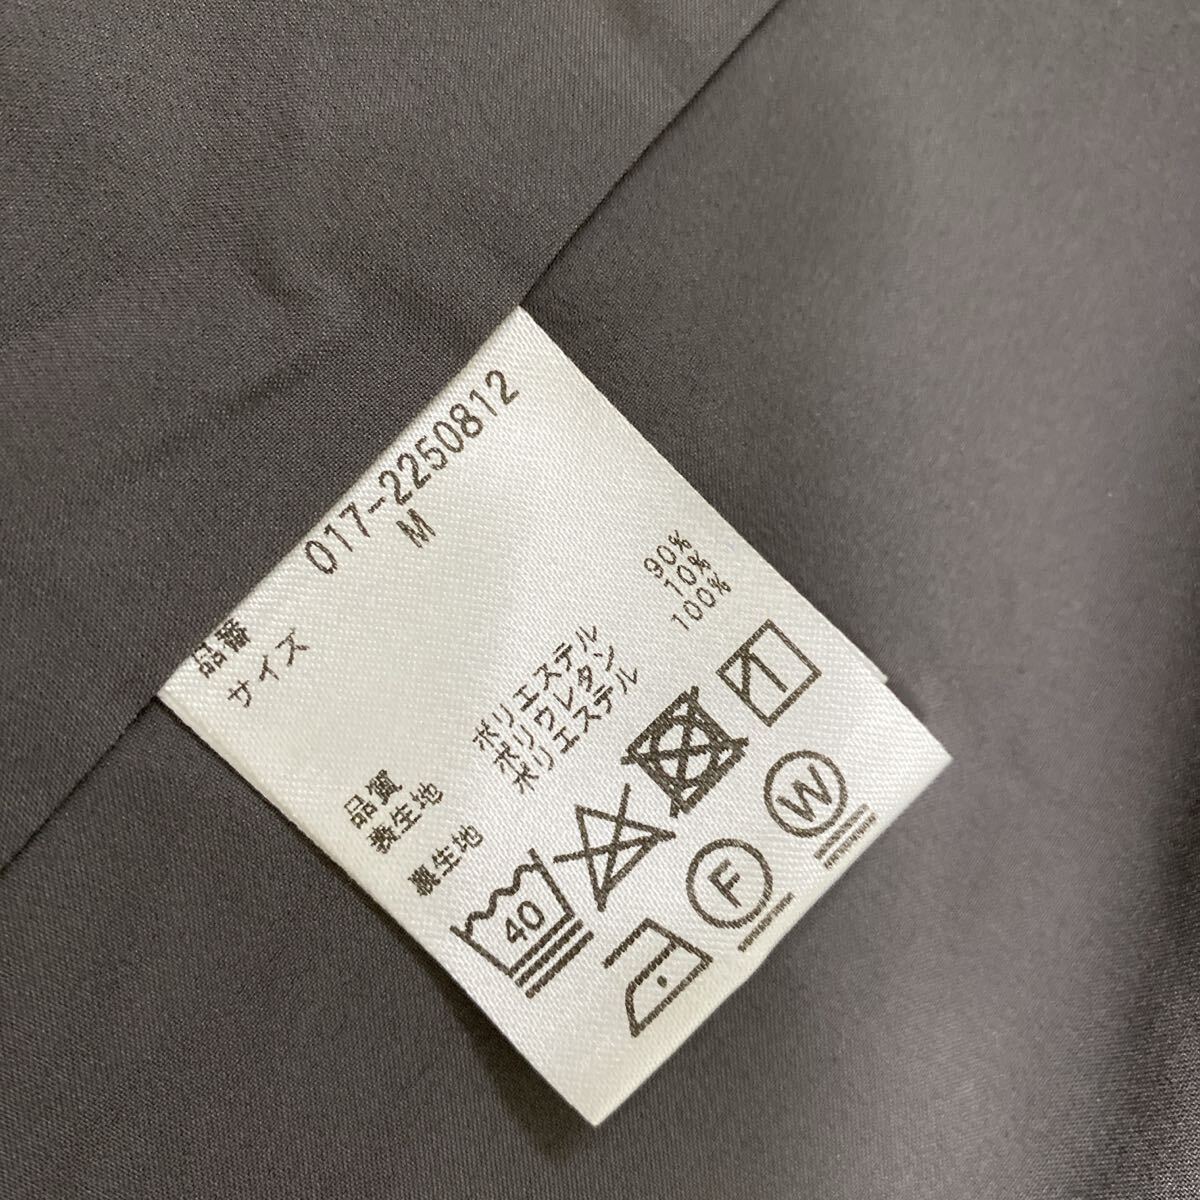 品番 017-2250812
サイズ M
品質
表生地 ポリエステル 90%
ポリウレタン 10%
裏生地 ポリエステル 100%
40
F
W